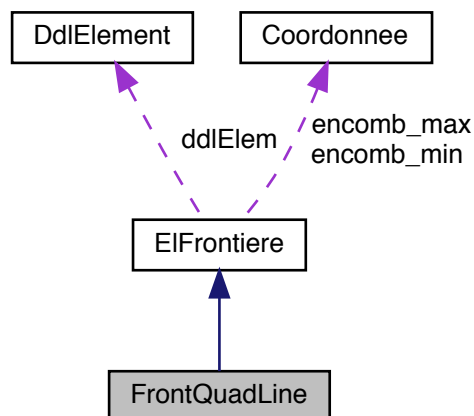 DdlElement
Coordonnee
ddlElem
encomb_max
encomb_min
ElFrontiere
FrontQuadLine